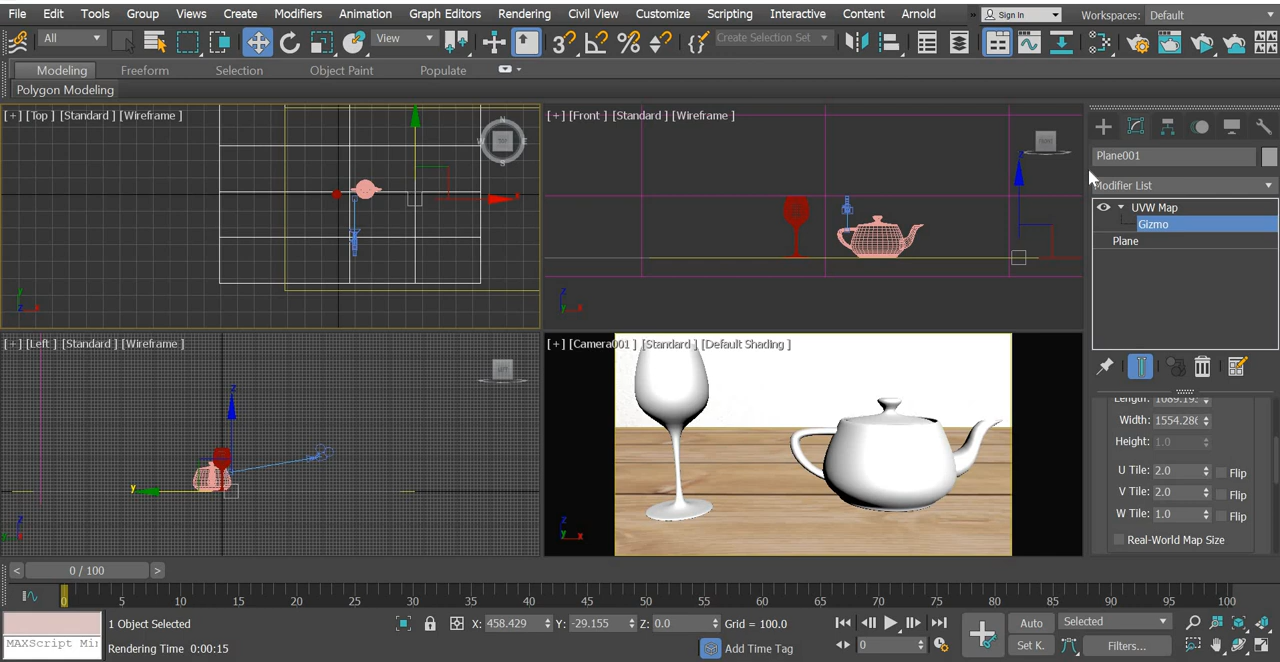 File Edit Tools Group Views Create Modifiers Animation Graph Editors Rendering Civil View Customize Scripting Interactive Content Arnold » Sign In Workspaces: Default
All View Create Selection Set
Modeling Freeform Selection Object Paint Populate
Polygon Modeling
[+] [Top ] [Standard ] [Wireframe ]
[+] [Front ] [Standard ] [Wireframe ]
Plane001
Modifier List
UVW Map
Gizmo
Plane
[+] [Left ] [Standard ] [Wireframe ]
[+] [Camera001 ] [Standard ] [Default Shading ]
Width: 1554.286
Height: 1.0
U Tile: 2.0 Flip
V Tile: 2.0 Flip
W Tile: 1.0 Flip
Real-World Map Size
< 0 / 100 >
0 5 10 15 20 25 30 35 40 45 50 55 60 65 70 75 80 85 90 95 100
1 Object Selected X: 458.429 Y: -29.155 Z: 0.0 Grid = 100.0 Auto Selected
MAXScript Mi Rendering Time 0:00:15 Add Time Tag 0 Set K. Filters...